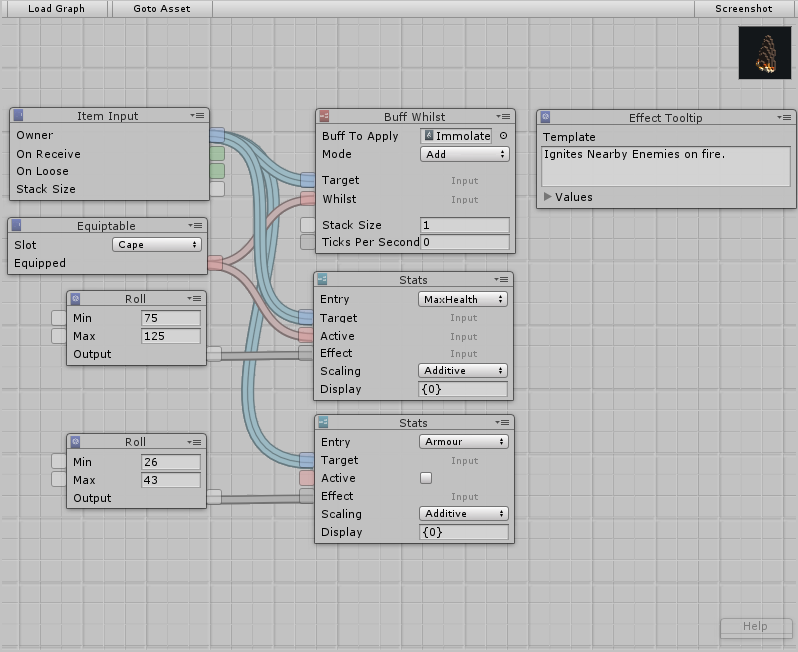 Load Graph
Goto Asset
Screenshot
Item Input
Owner
On Receive
On Loose
Stack Size
Equiptable
Slot Cape
Equipped
Roll
Min 75
Max 125
Output
Roll
Min 26
Max 43
Output
Buff Whilst
Buff To Apply Immolate
Mode Add
Target Input
Whilst Input
Stack Size 1
Ticks Per Second 0
Stats
Entry MaxHealth
Target Input
Active Input
Effect Input
Scaling Additive
Display {0}
Stats
Entry Armour
Target Input
Active
Effect Input
Scaling Additive
Display {0}
Effect Tooltip
Template
Ignites Nearby Enemies on fire.
Values
Help